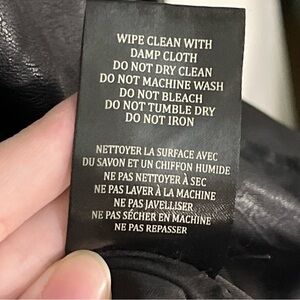 WIPE CLEAN WITH
DAMP CLOTH
DO NOT DRY CLEAN
DO NOT MACHINE WASH
DO NOT BLEACH
DO NOT TUMBLE DRY
DO NOT IRON
NETTOYER LA SURFACE AVEC
DU SAVON ET UN CHIFFON HUMIDE
NE PAS NETTOYER À SEC
NE PAS LAVER À LA MACHINE
NE PAS JAVELLISER
NE PAS SÉCHER EN MACHINE
NE PAS REPASSER